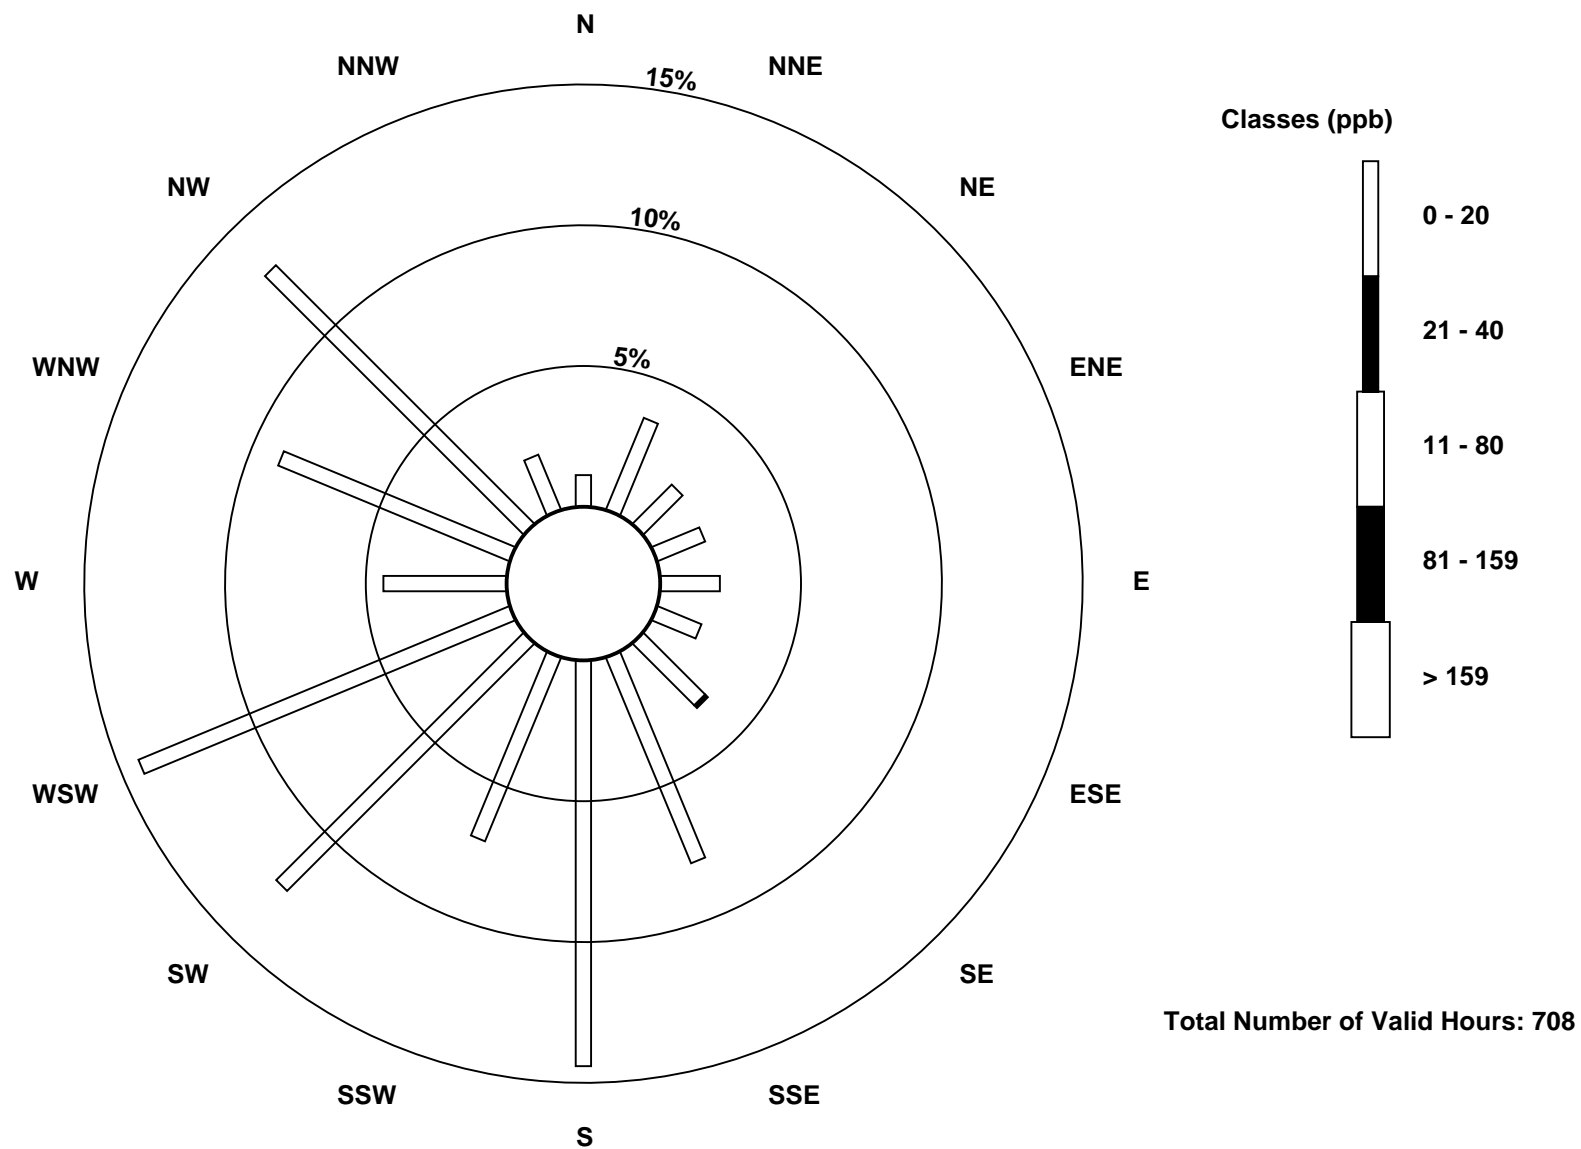 N
NNW
NNE
15%
Classes (ppb)
NW
NE
0 - 20
10%
21 - 40
WNW
5%
ENE
11 - 80
81 - 159
W
E
> 159
WSW
ESE
SW
SE
Total Number of Valid Hours: 708
SSW
SSE
S